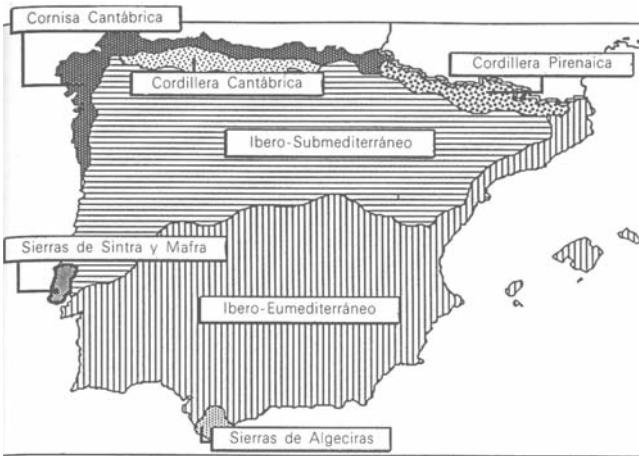 Cornisa Cantábrica
Cordillera Pirenaica
Cordillera Cantábrica
Ibero-Submediterráneo
Sierras de Sintra y Mafra
Ibero-Eumediterráneo
Sierras de Algeciras